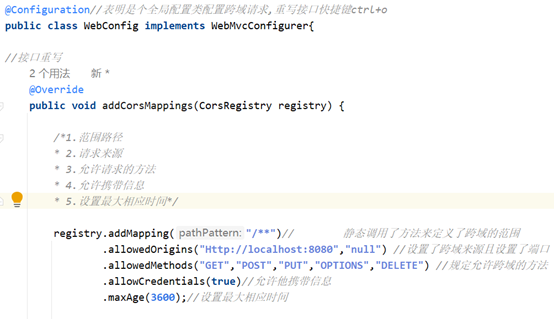 @Configuration//表明是个全局配置类配置跨域请求,重写接口快捷键ctrl+o
public class WebConfig implements WebMvcConfigurer{
//接口重写
2 个用法 新 *
@Override
public void addCorsMappings(CorsRegistry registry) {
/*1.范围路径
* 2.请求来源
* 3.允许请求的方法
* 4.允许携带信息
* 5.设置最大相应时间*/
registry.addMapping( pathPattern: "/**")// 静态调用了方法来定义了跨域的范围
.allowedOrigins("Http://localhost:8080","null") //设置了跨域来源且设置了端口
.allowedMethods("GET","POST","PUT","OPTIONS","DELETE") //规定允许跨域的方法
.allowCredentials(true)//允许他携带信息
.maxAge(3600);//设置最大相应时间